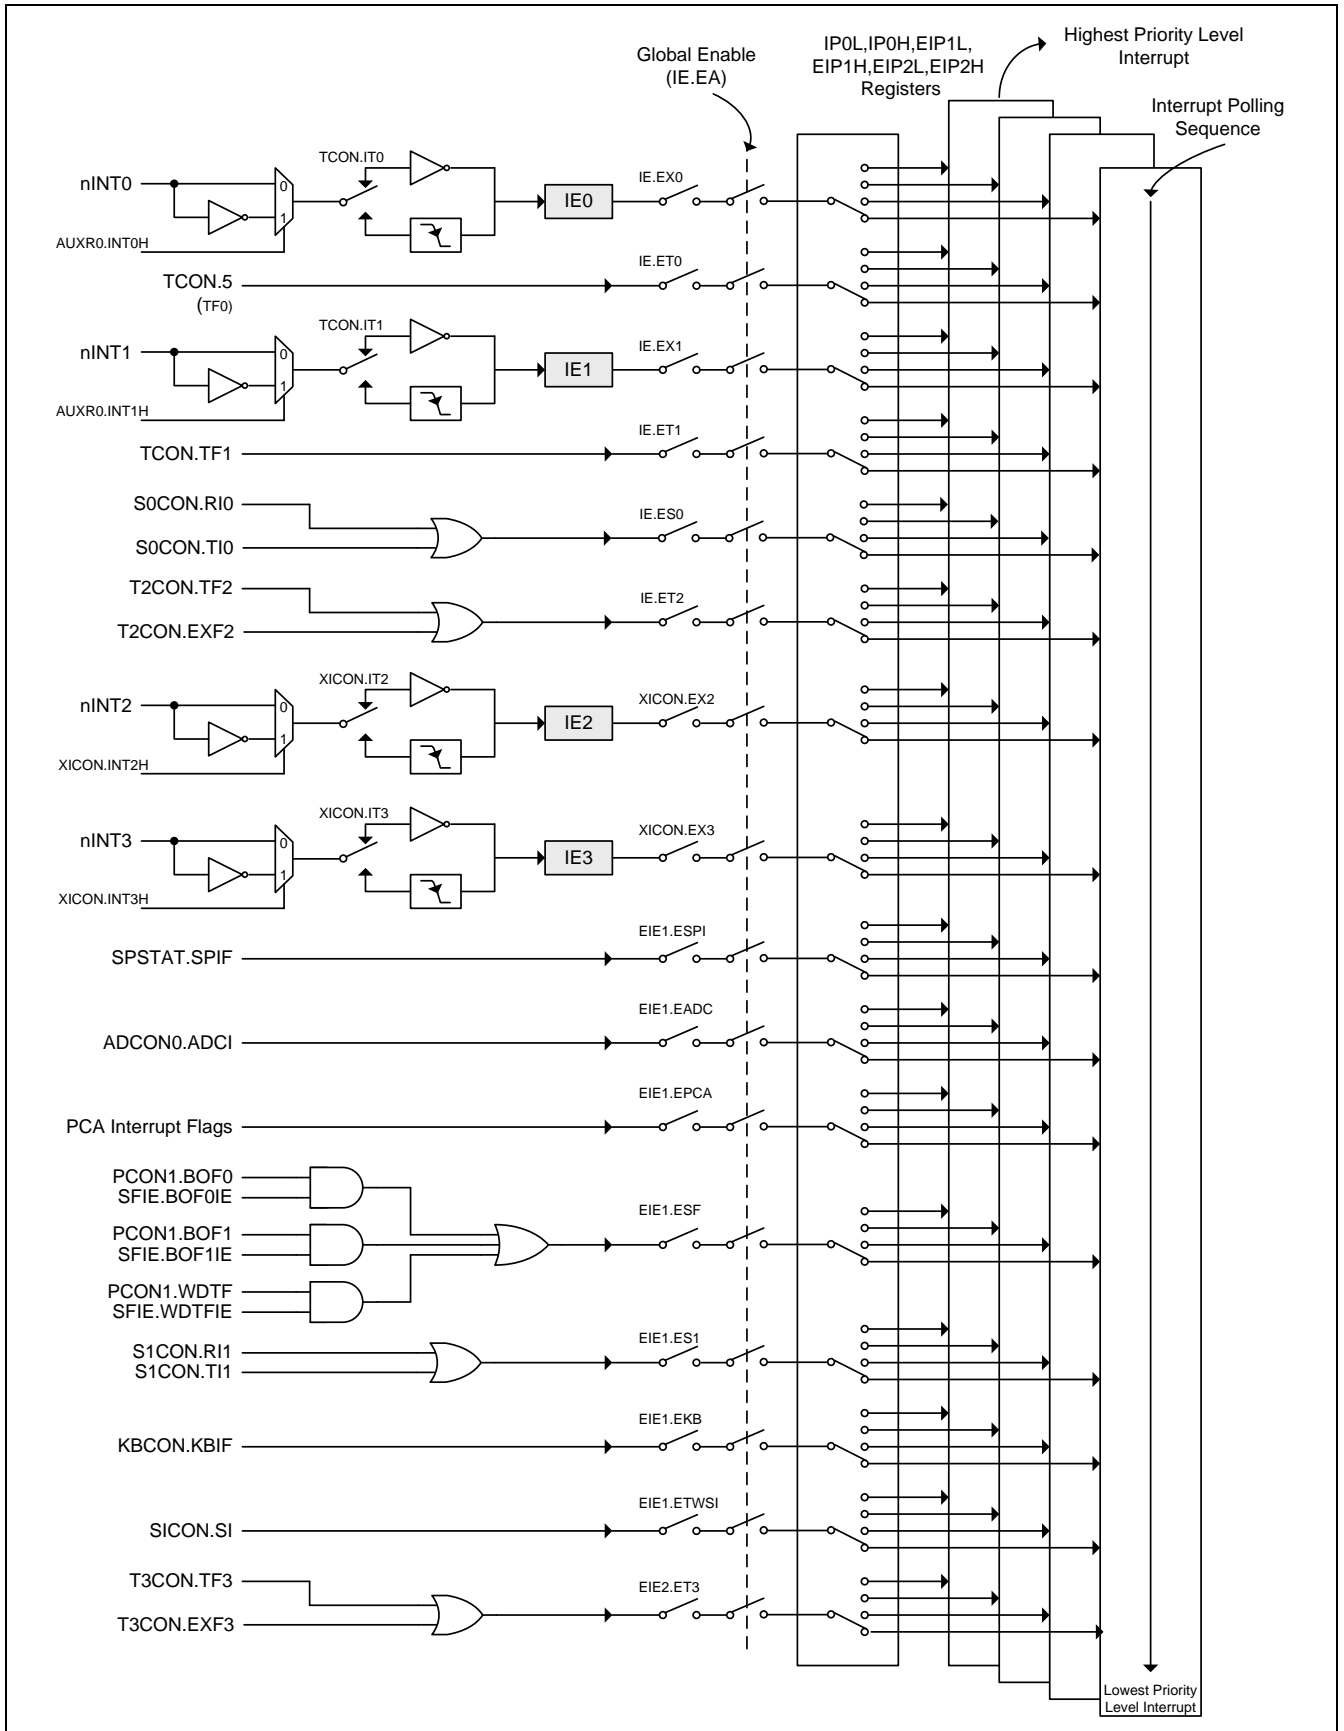 Global Enable
(IE.EA)
IP0L,IP0H,EIP1L,
EIP1H,EIP2L,EIP2H
Registers
Highest Priority Level
Interrupt
Interrupt Polling
Sequence
nINT0
0
1
AUXR0.INT0H
TCON.IT0
IE0
IE.EX0
TCON.5
(TF0)
IE.ET0
nINT1
0
1
AUXR0.INT1H
TCON.IT1
IE1
IE.EX1
TCON.TF1
IE.ET1
S0CON.RI0
S0CON.TI0
IE.ES0
T2CON.TF2
T2CON.EXF2
IE.ET2
nINT2
0
1
XICON.INT2H
XICON.IT2
IE2
XICON.EX2
nINT3
0
1
XICON.INT3H
XICON.IT3
IE3
XICON.EX3
SPSTAT.SPIF
EIE1.ESPI
ADCON0.ADCI
EIE1.EADC
PCA Interrupt Flags
EIE1.EPCA
PCON1.BOF0
SFIE.BOF0IE
PCON1.BOF1
SFIE.BOF1IE
PCON1.WDTF
SFIE.WDTFIE
EIE1.ESF
S1CON.RI1
S1CON.TI1
EIE1.ES1
KBCON.KBIF
EIE1.EKB
SICON.SI
EIE1.ETWSI
T3CON.TF3
T3CON.EXF3
EIE2.ET3
Lowest Priority
Level Interrupt